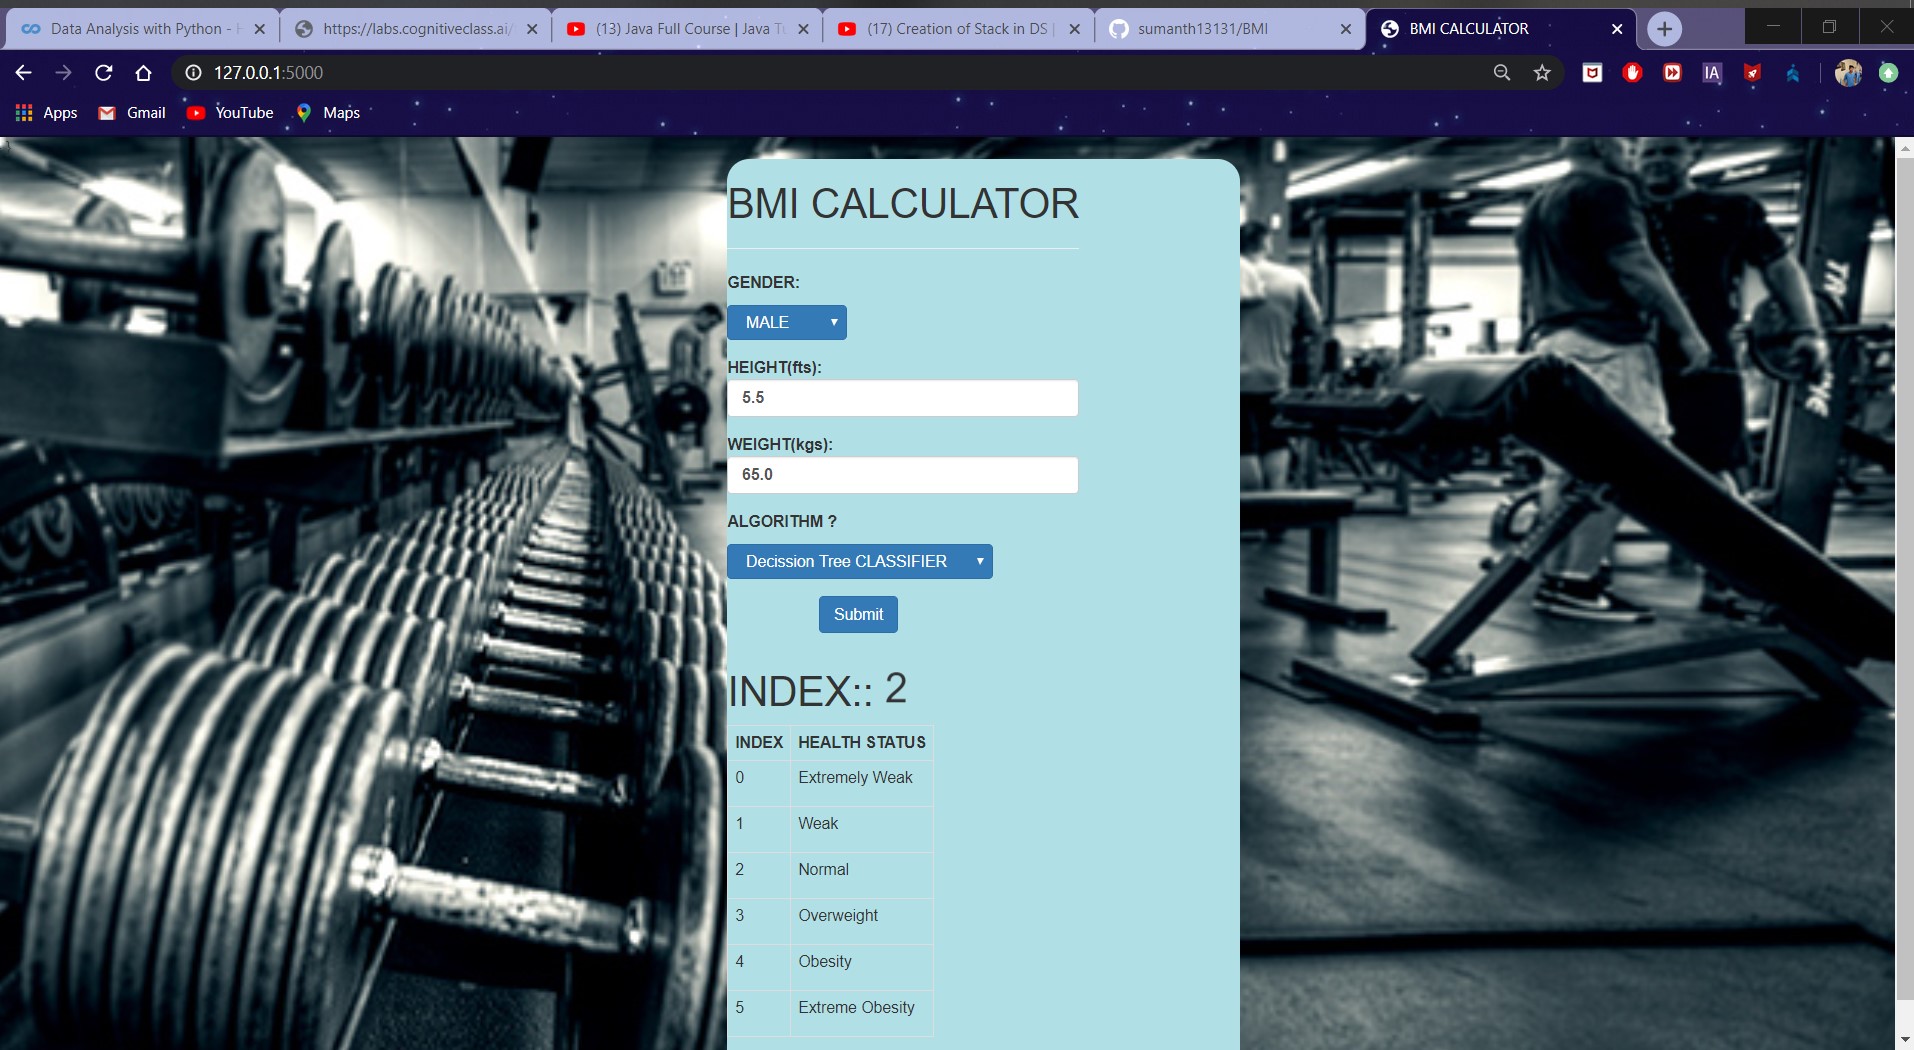 Data Analysis with Python -
https://labs.cognitiveclass.ai/
(13) Java Full Course | Java Tu
(17) Creation of Stack in DS |
sumanth13131/BMI
BMI CALCULATOR
127.0.0.1:5000
IA
Apps
Gmail
YouTube
Maps
}
BMI CALCULATOR
GENDER:
MALE
HEIGHT(fts):
5.5
WEIGHT(kgs):
65.0
ALGORITHM ?
Decission Tree CLASSIFIER
Submit
INDEX:: 2
INDEX HEALTH STATUS
0 Extremely Weak
1 Weak
2 Normal
3 Overweight
4 Obesity
5 Extreme Obesity